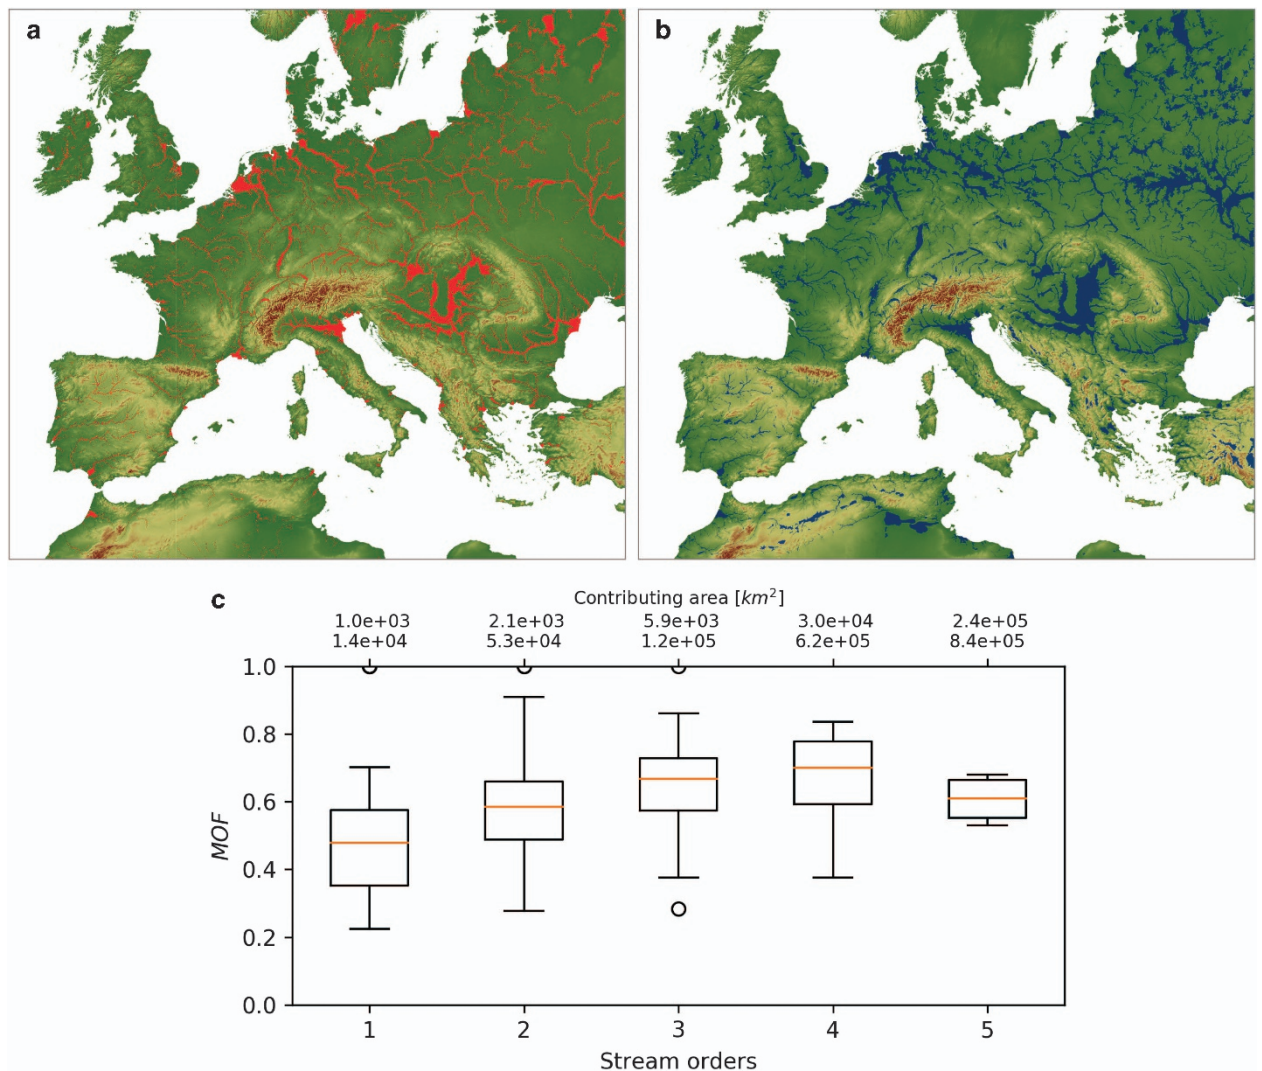 a
b
c
Contributing area [km²]
1.0e+03 2.1e+03 5.9e+03 3.0e+04 2.4e+05
1.4e+04 5.3e+04 1.2e+05 6.2e+05 8.4e+05
1.0
0.8
0.6
0.4
0.2
0.0
MOF
1 2 3 4 5
Stream orders